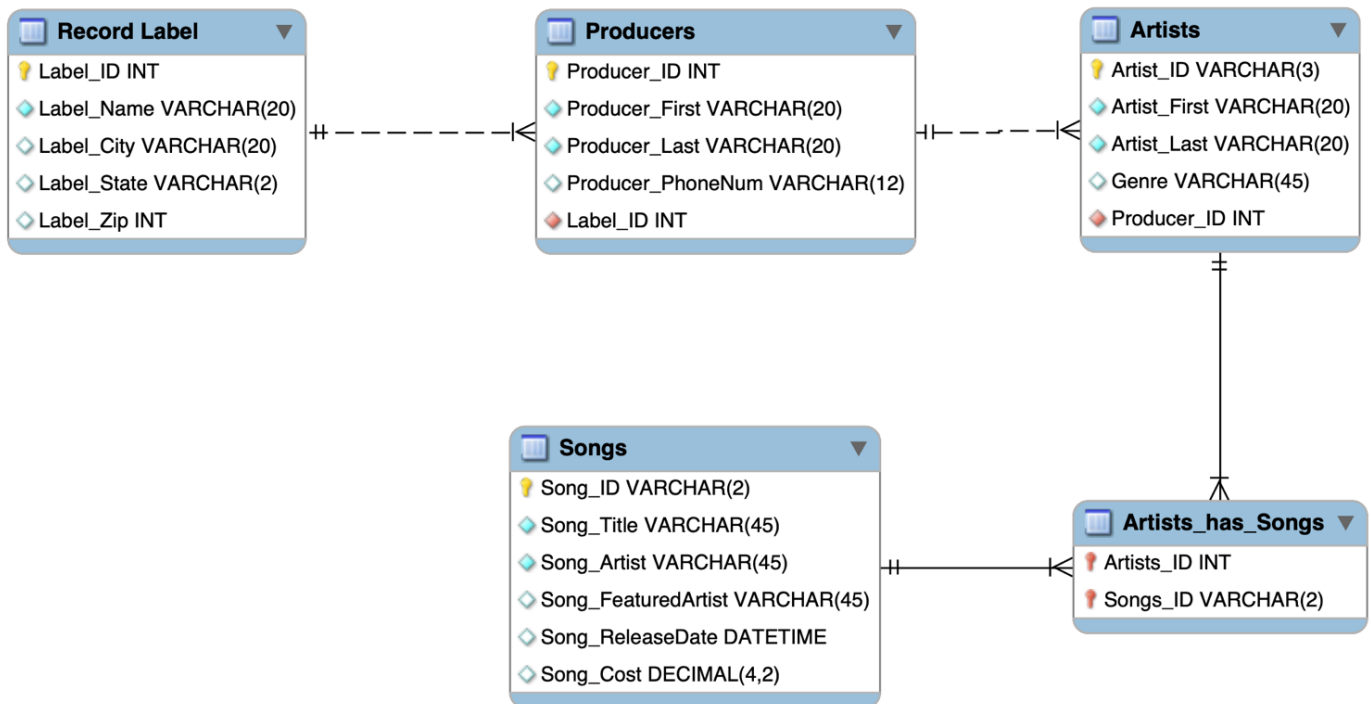 Record Label
Label_ID INT
Label_Name VARCHAR(20)
Label_City VARCHAR(20)
Label_State VARCHAR(2)
Label_Zip INT
Producers
Producer_ID INT
Producer_First VARCHAR(20)
Producer_Last VARCHAR(20)
Producer_PhoneNum VARCHAR(12)
Label_ID INT
Artists
Artist_ID VARCHAR(3)
Artist_First VARCHAR(20)
Artist_Last VARCHAR(20)
Genre VARCHAR(45)
Producer_ID INT
Songs
Song_ID VARCHAR(2)
Song_Title VARCHAR(45)
Song_Artist VARCHAR(45)
Song_FeaturedArtist VARCHAR(45)
Song_ReleaseDate DATETIME
Song_Cost DECIMAL(4,2)
Artists_has_Songs
Artists_ID INT
Songs_ID VARCHAR(2)